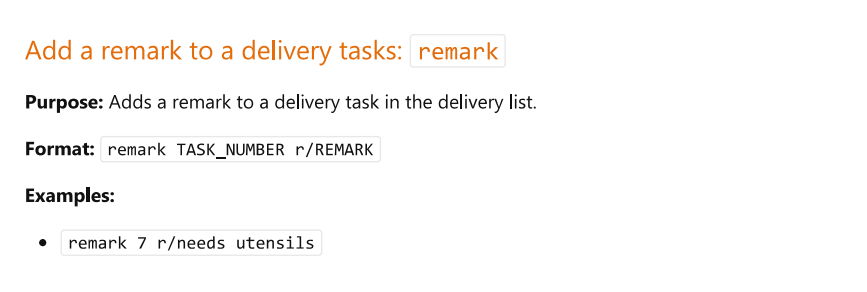 Add a remark to a delivery tasks: remark
Purpose: Adds a remark to a delivery task in the delivery list.
Format: remark TASK_NUMBER r/REMARK
Examples:
• remark 7 r/needs utensils